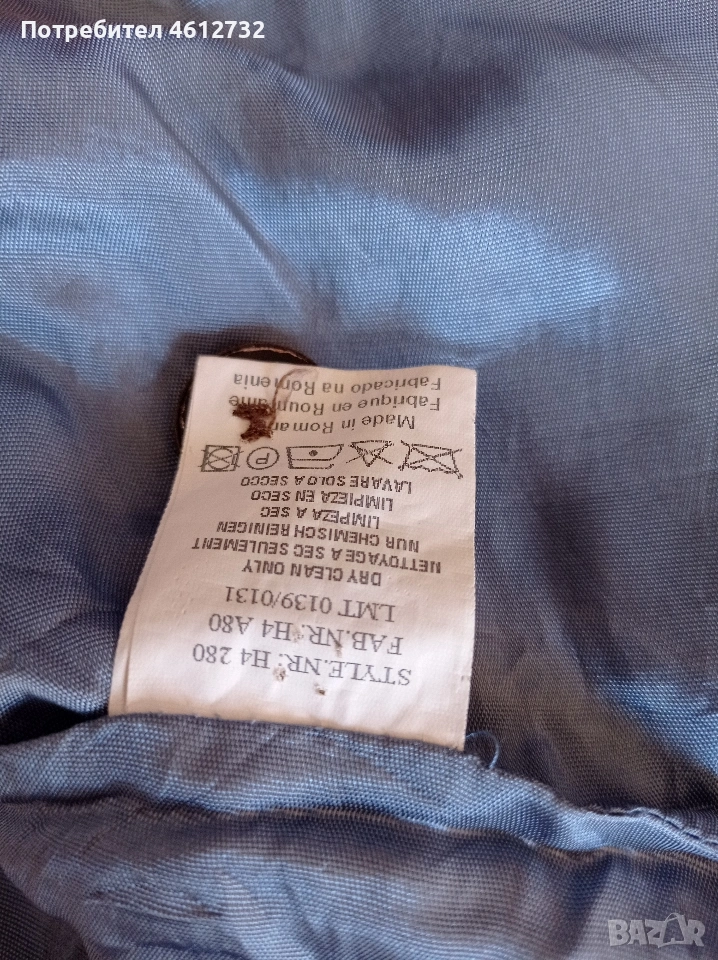 Потребител 4612732
STYLE.NR: H4 280
FAB.NR: H4 A80
LMT 0139/0131
DRY CLEAN ONLY
NETTOYAGE A SEC SEULEMENT
NUR CHEMISCH REINIGEN
LIMPEZA A SEC
LIMPIEZA EN SECO
LAVARE SOLO A SECCO
P
Made in
Fabrique en Roumanie
Fabricado na Romenia
BAZAR